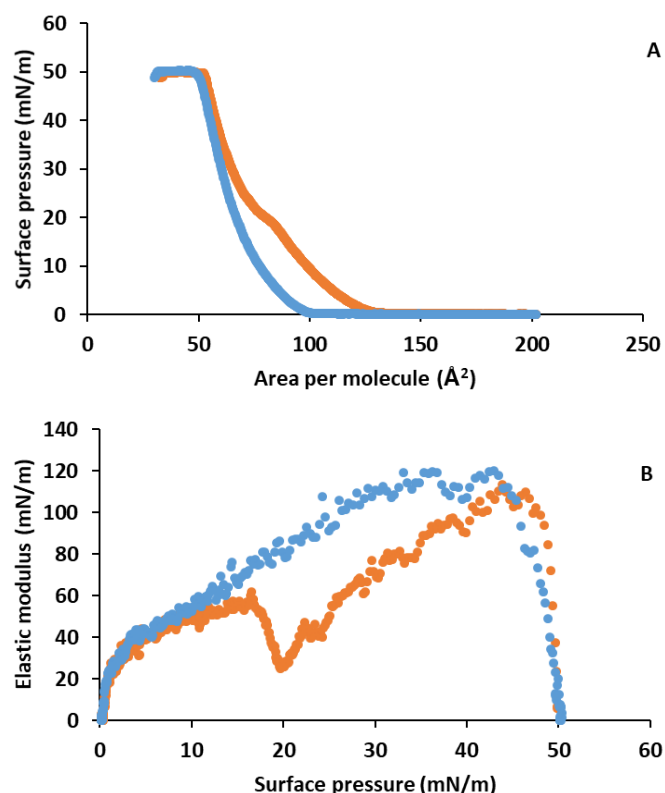 A
Surface pressure (mN/m)
60
50
40
30
20
10
0
0 50 100 150 200 250
Area per molecule (Å²)
B
Elastic modulus (mN/m)
140
120
100
80
60
40
20
0
0 10 20 30 40 50 60
Surface pressure (mN/m)